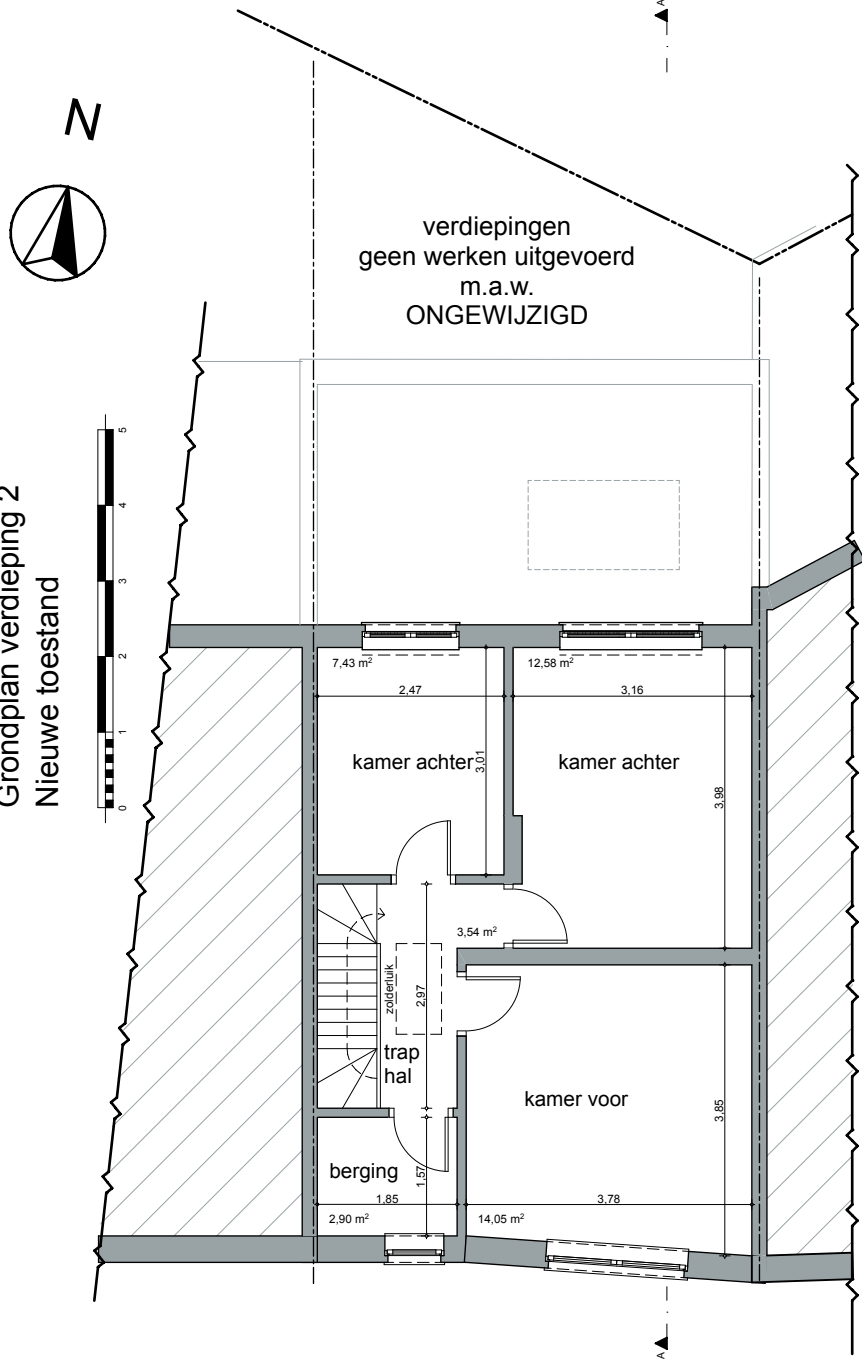 Grondplan verdieping 2
Nieuwe toestand
N
A
A
0 1 2 3 4 5
verdiepingen
geen werken uitgevoerd
m.a.w.
ONGEWIJZIGD
7,43 m²
12,58 m²
2,47
3,16
kamer achter
3,01
kamer achter
3,98
3,54 m²
zolderluik
2,97
trap
hal
kamer voor
3,85
berging
1,57
1,85
3,78
2,90 m²
14,05 m²